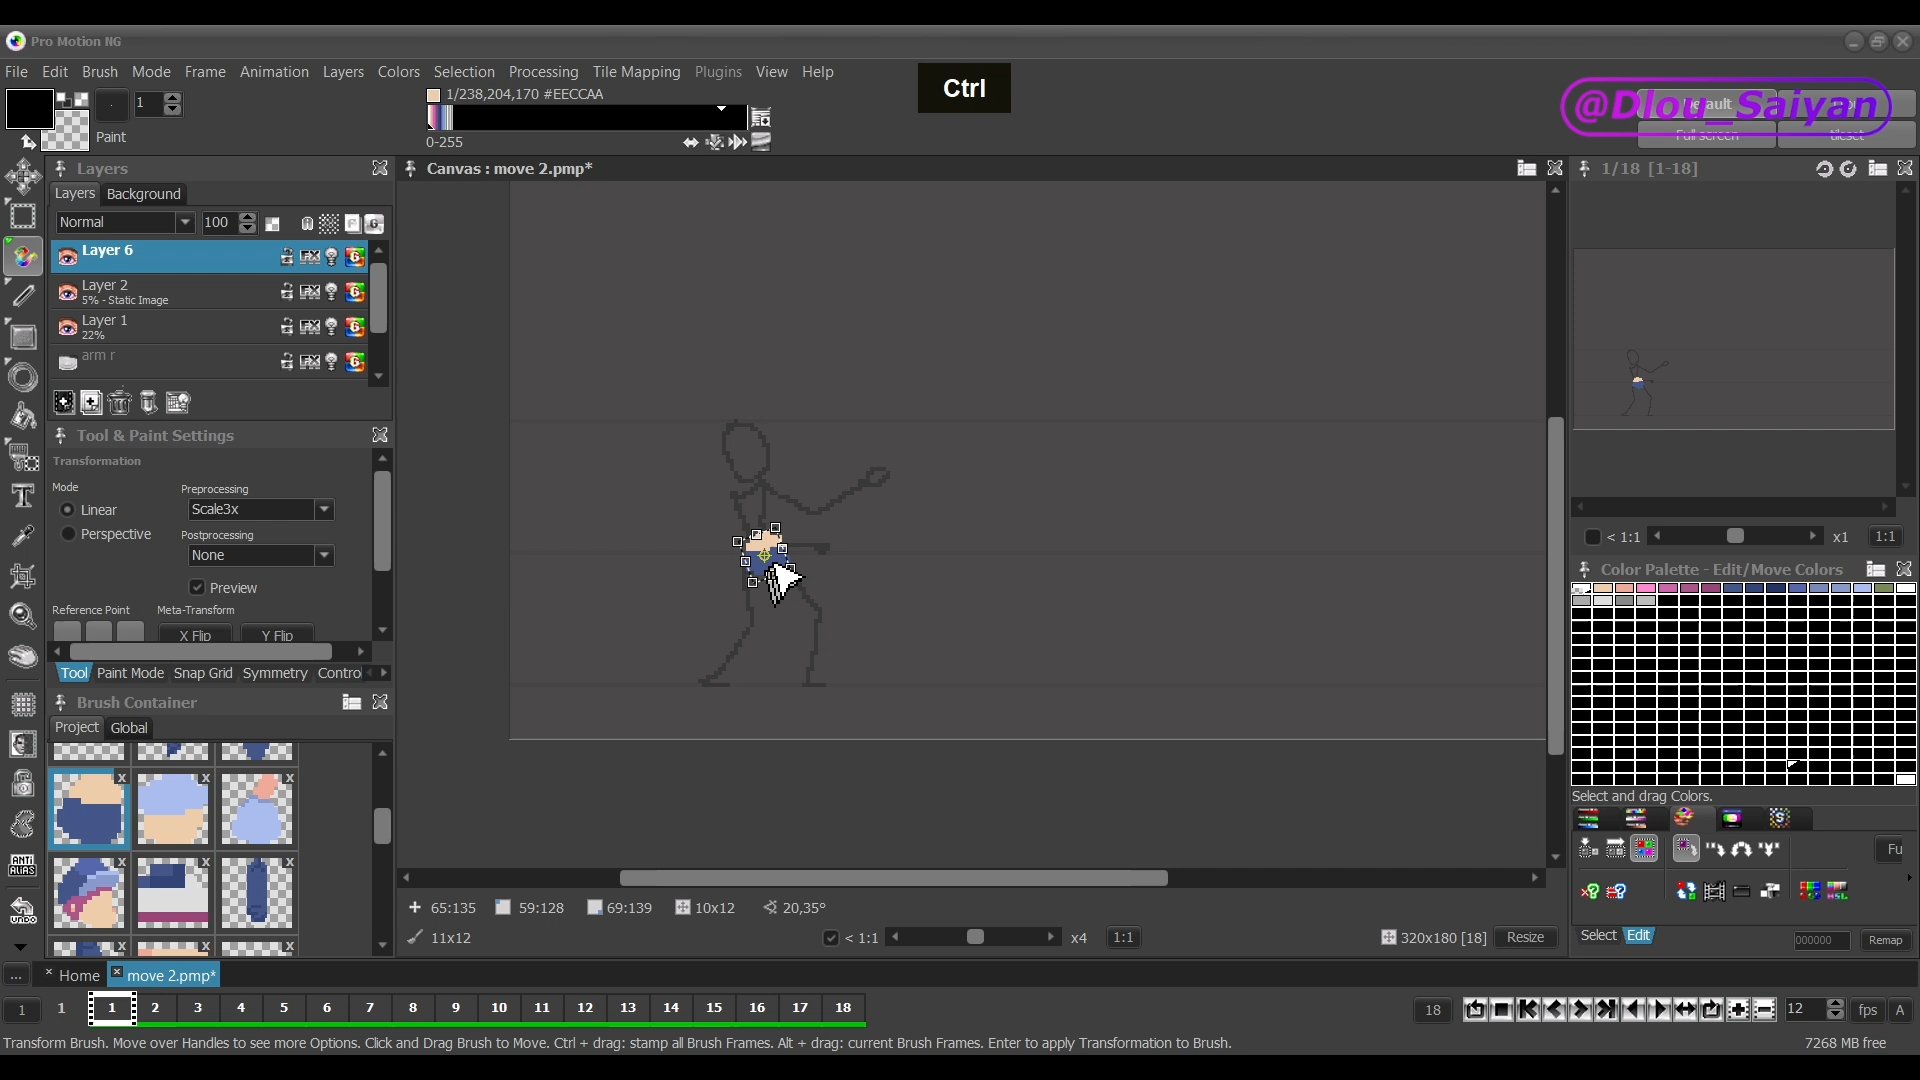 Pro Motion NG
File Edit Brush Mode Frame Animation Layers Colors Selection Processing Tile Mapping Plugins View Help
1/238,204,170 #EECCAA
Ctrl
@Dlou_Saiyan
Default
Full screen
tileset
1
Paint
0-255
Layers
Canvas : move 2.pmp*
1/18 [1-18]
Layers Background
Normal 100
Layer 6
Layer 2
5% - Static Image
Layer 1
22%
arm r
Tool & Paint Settings
Transformation
Mode
Preprocessing
Linear
Scale3x
Perspective
Postprocessing
None
Preview
Reference Point
Meta-Transform
X Flip Y Flip
Tool Paint Mode Snap Grid Symmetry Contro
Brush Container
Project Global
x x x
x x x
x x x
ANTI
ALIAS
UNDO
< 1:1 x1 1:1
Color Palette - Edit/Move Colors
Select and drag Colors.
Fu
HSL
Select Edit
000000 Remap
65:135 59:128 69:139 10x12 20,35°
11x12 < 1:1 x4 1:1 320x180 [18] Resize
... Home move 2.pmp*
1 1 1 2 3 4 5 6 7 8 9 10 11 12 13 14 15 16 17 18
18 12 fps A
Transform Brush. Move over Handles to see more Options. Click and Drag Brush to Move. Ctrl + drag: stamp all Brush Frames. Alt + drag: current Brush Frames. Enter to apply Transformation to Brush.
7268 MB free